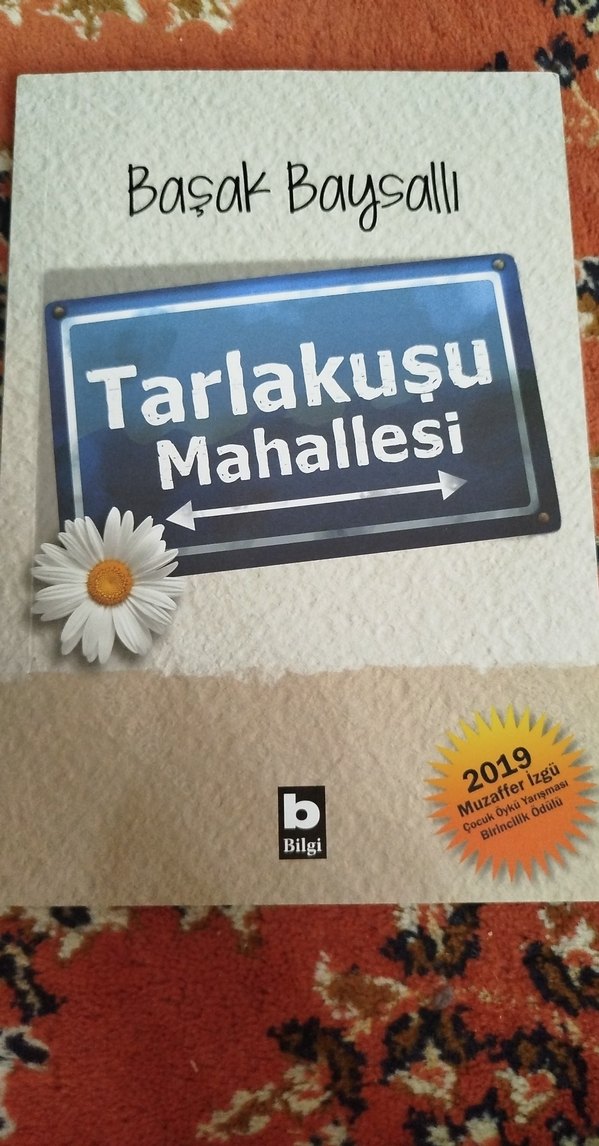 Başak Baysallı
Tarlakuşu
Mahallesi
2019
Muzaffer İzgü
Çocuk Öykü Yarışması
Birincilik Ödülü
b
Bilgi